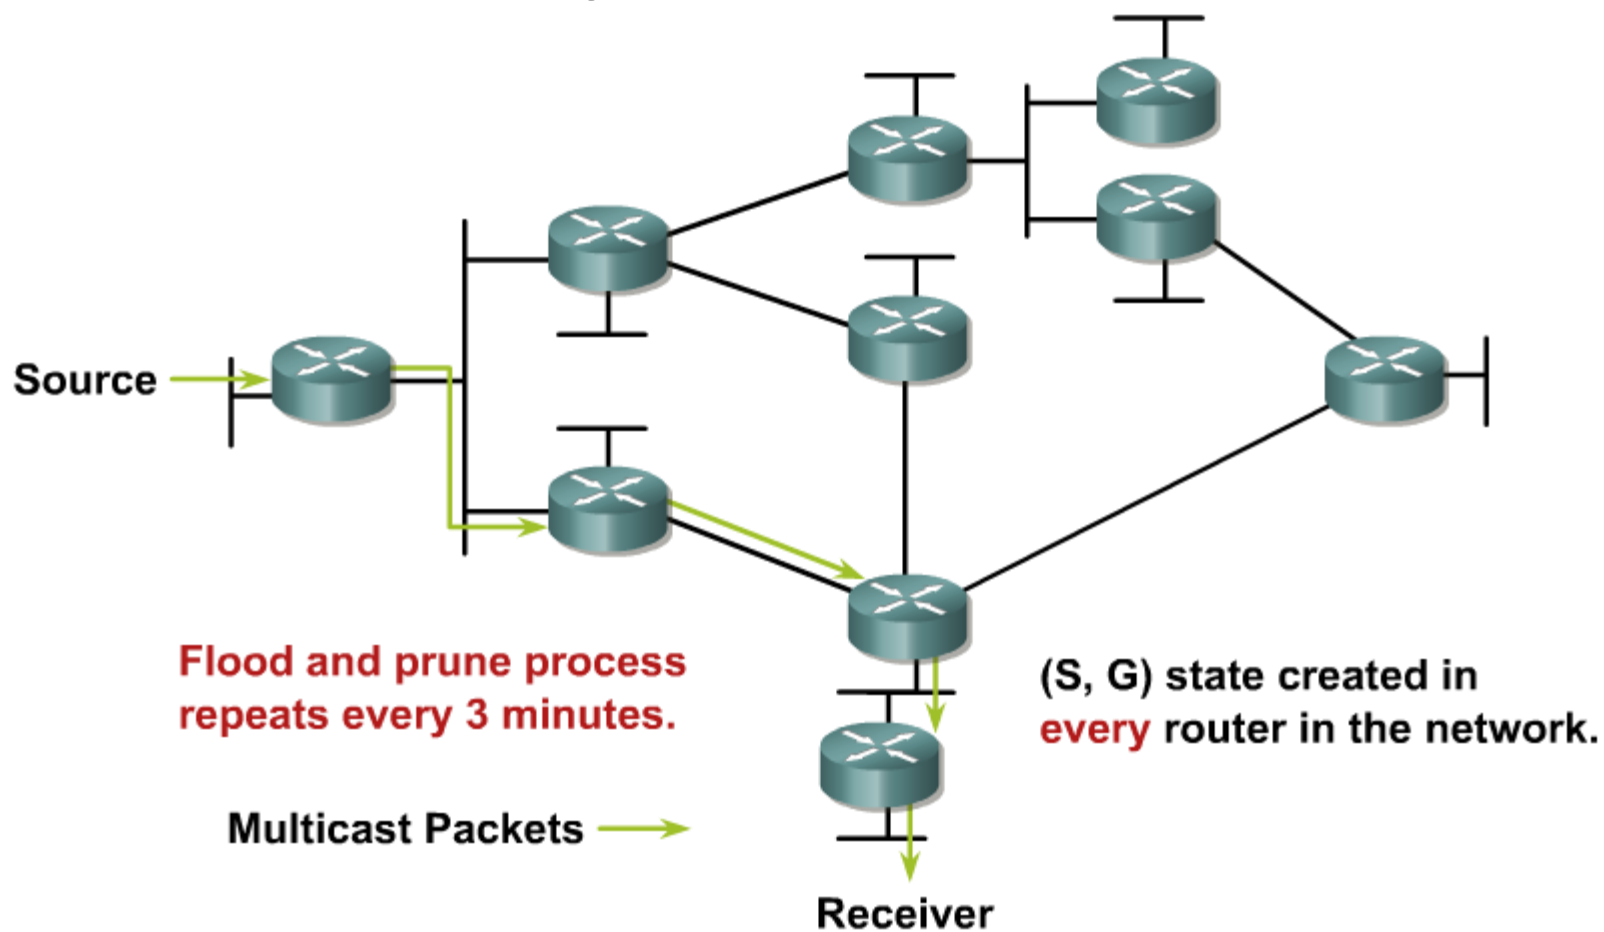 Source
Flood and prune process
repeats every 3 minutes.
(S, G) state created in
every router in the network.
Multicast Packets
Receiver